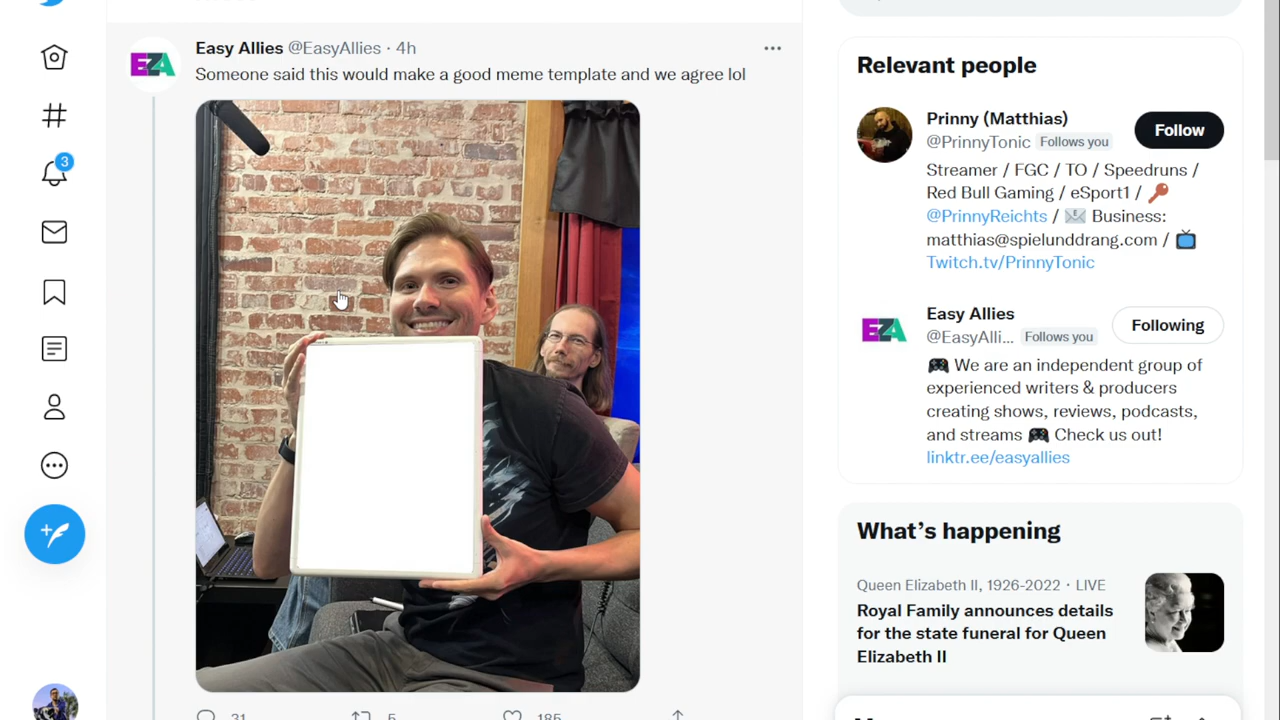 Easy Allies @EasyAllies · 4h
Someone said this would make a good meme template and we agree lol
EZA
3
31 5 185
Relevant people
Prinny (Matthias)
@PrinnyTonic Follows you
Follow
Streamer / FGC / TO / Speedruns /
Red Bull Gaming / eSport1 /
@PrinnyReichts / Business:
matthias@spielunddrang.com /
Twitch.tv/PrinnyTonic
EZA
Easy Allies
@EasyAlli... Follows you
Following
We are an independent group of
experienced writers & producers
creating shows, reviews, podcasts,
and streams Check us out!
linktr.ee/easyallies
What's happening
Queen Elizabeth II, 1926-2022 · LIVE
Royal Family announces details
for the state funeral for Queen
Elizabeth II